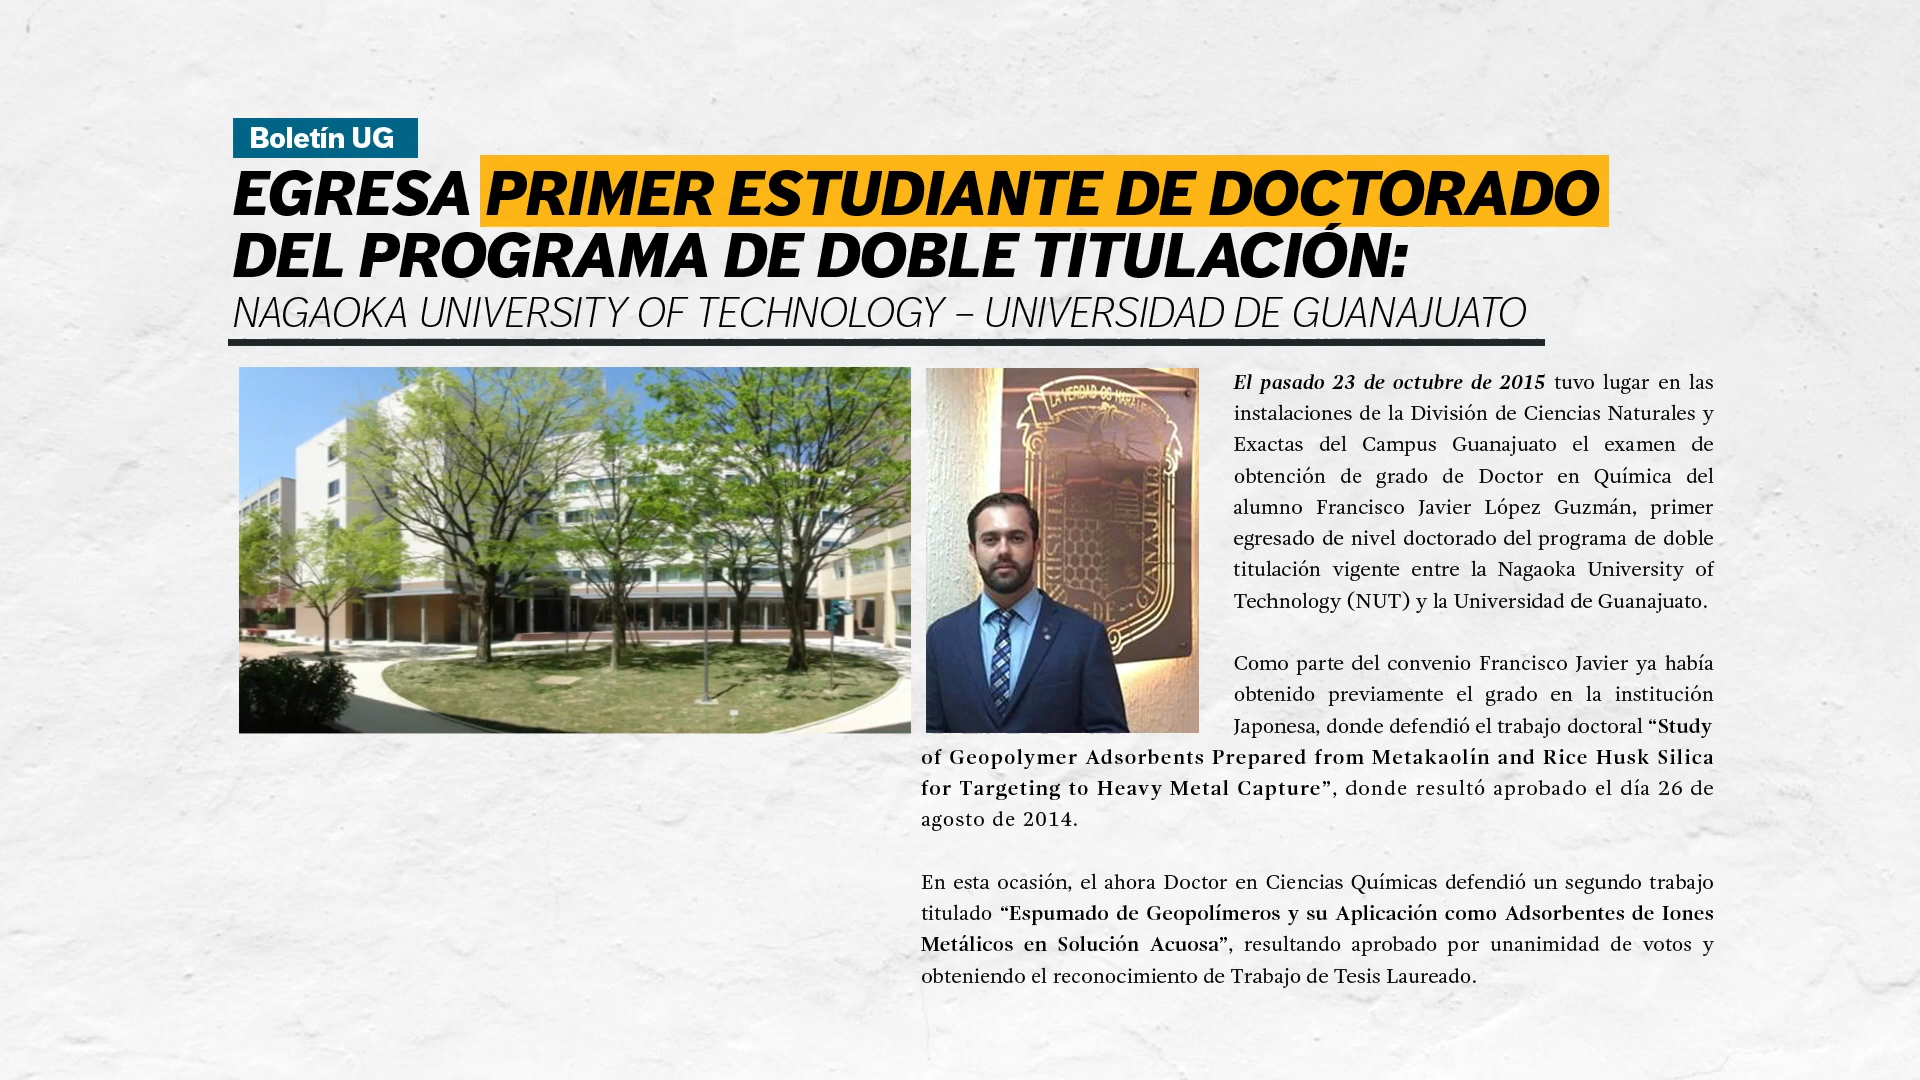 Boletín UG
EGRESA PRIMER ESTUDIANTE DE DOCTORADO
DEL PROGRAMA DE DOBLE TITULACIÓN:
NAGAOKA UNIVERSITY OF TECHNOLOGY – UNIVERSIDAD DE GUANAJUATO
LA VERDAD OS HARA
GUANAJUATO
DE
El pasado 23 de octubre de 2015 tuvo lugar en las
instalaciones de la División de Ciencias Naturales y
Exactas del Campus Guanajuato el examen de
obtención de grado de Doctor en Química del
alumno Francisco Javier López Guzmán, primer
egresado de nivel doctorado del programa de doble
titulación vigente entre la Nagaoka University of
Technology (NUT) y la Universidad de Guanajuato.
Como parte del convenio Francisco Javier ya había
obtenido previamente el grado en la institución
Japonesa, donde defendió el trabajo doctoral “Study
of Geopolymer Adsorbents Prepared from Metakaolín and Rice Husk Silica
for Targeting to Heavy Metal Capture”, donde resultó aprobado el día 26 de
agosto de 2014.
En esta ocasión, el ahora Doctor en Ciencias Químicas defendió un segundo trabajo
titulado “Espumado de Geopolímeros y su Aplicación como Adsorbentes de Iones
Metálicos en Solución Acuosa”, resultando aprobado por unanimidad de votos y
obteniendo el reconocimiento de Trabajo de Tesis Laureado.